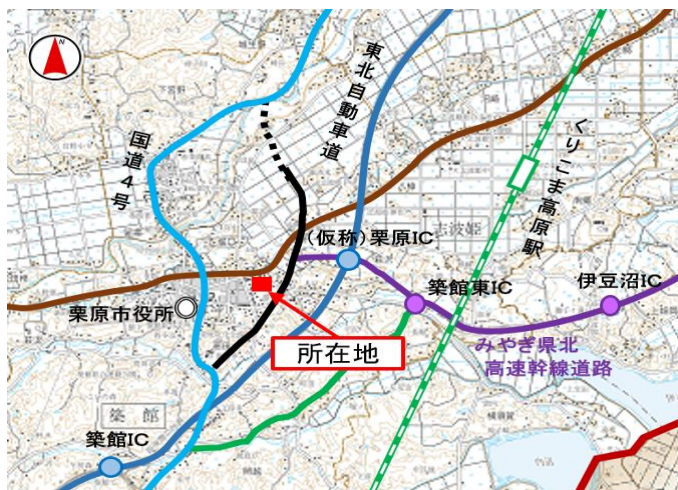 N
東北自動車道
国道4号
くりこま高原駅
志波姫
(仮称)栗原IC
築館東IC
伊豆沼IC
栗原市役所
所在地
みやぎ県北
高速幹線道路
築館
築館IC